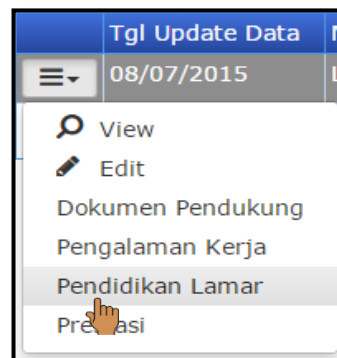 Tgl Update Data
08/07/2015
View
Edit
Dokumen Pendukung
Pengalaman Kerja
Pendidikan Lamar